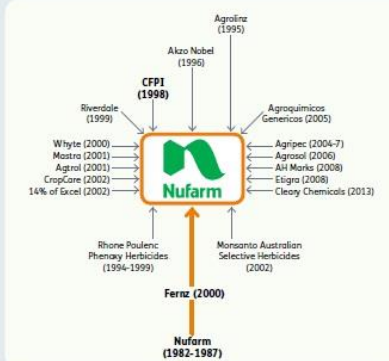 Agrolinz
(1995)
Akzo Nobel
(1996)
CFPI
(1998)
Riverdale
(1999)
Agroquimicos
Genericos (2005)
Whyte (2000)
Mastra (2001)
Agtrol (2001)
CropCare (2002)
14% of Excel (2002)
Nufarm
Agripec (2004-7)
Agrosol (2006)
AH Marks (2008)
Etigra (2008)
Cleary Chemicals (2013)
Rhone Poulenc
Phenoxy Herbicides
(1994-1999)
Monsanto Australian
Selective Herbicides
(2002)
Fernz (2000)
Nufarm
(1982-1987)